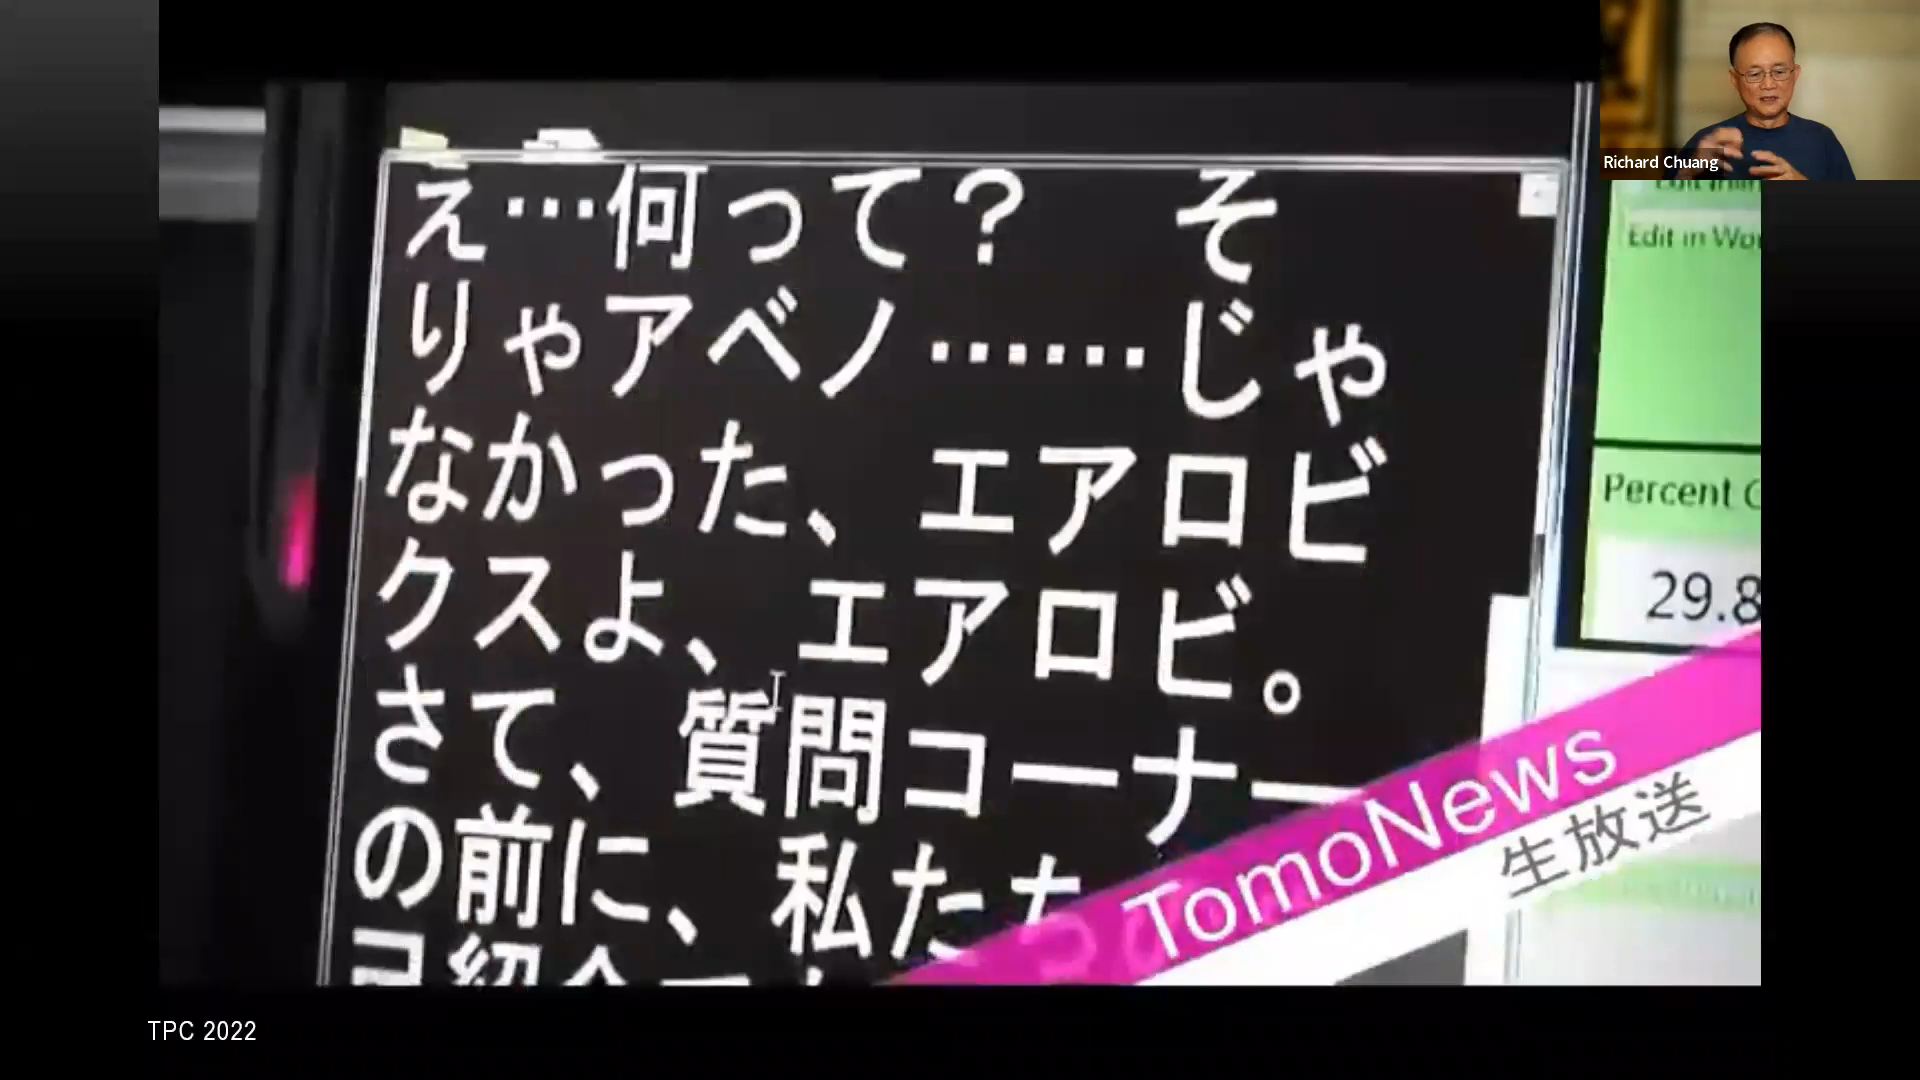 Richard Chuang
え…何って？　そ
りゃアベノ……じゃ
なかった、エアロビ
クスよ、エアロビ。
さて、質問コーナー
の前に、私たち
Edit in Wor
Percent
29.8
TomoNews
生放送
TPC 2022